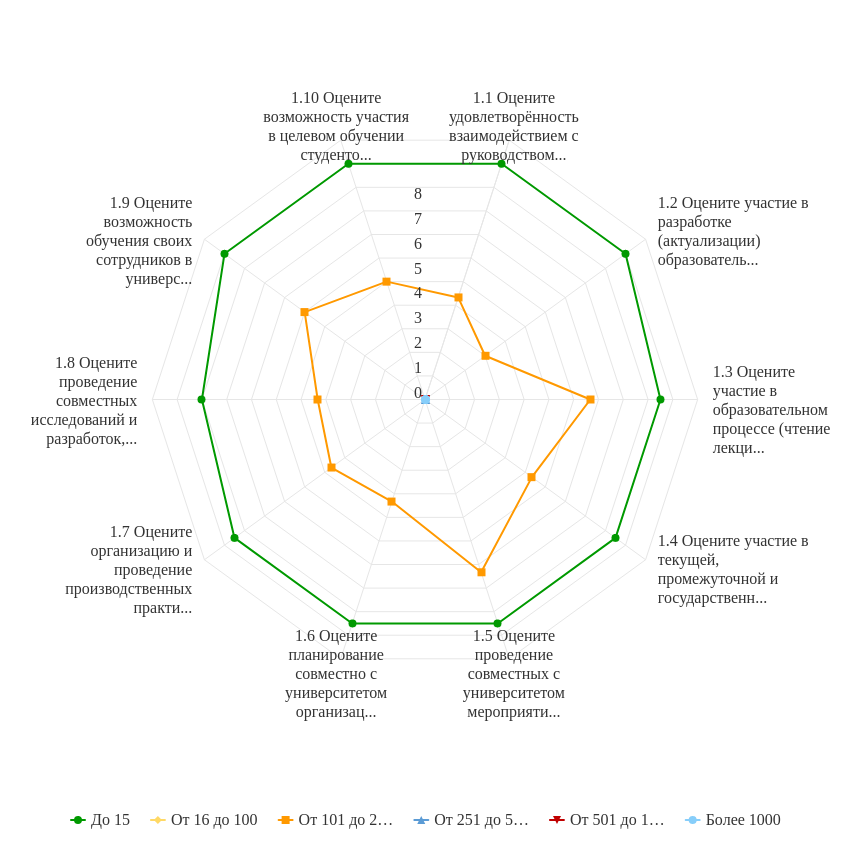 1.10 Оцените
возможность участия
в целевом обучении
студенто...
1.1 Оцените
удовлетворённость
взаимодействием с
руководством...
1.2 Оцените участие в
разработке
(актуализации)
образователь...
1.3 Оцените
участие в
образовательном
процессе (чтение
лекци...
1.4 Оцените участие в
текущей,
промежуточной и
государственн...
1.5 Оцените
проведение
совместных с
университетом
мероприяти...
1.6 Оцените
планирование
совместно с
университетом
организац...
1.7 Оцените
организацию и
проведение
производственных
практи...
1.8 Оцените
проведение
совместных
исследований и
разработок,...
1.9 Оцените
возможность
обучения своих
сотрудников в
универс...
8
7
6
5
4
3
2
1
0
До 15
От 16 до 100
От 101 до 2…
От 251 до 5…
От 501 до 1…
Более 1000